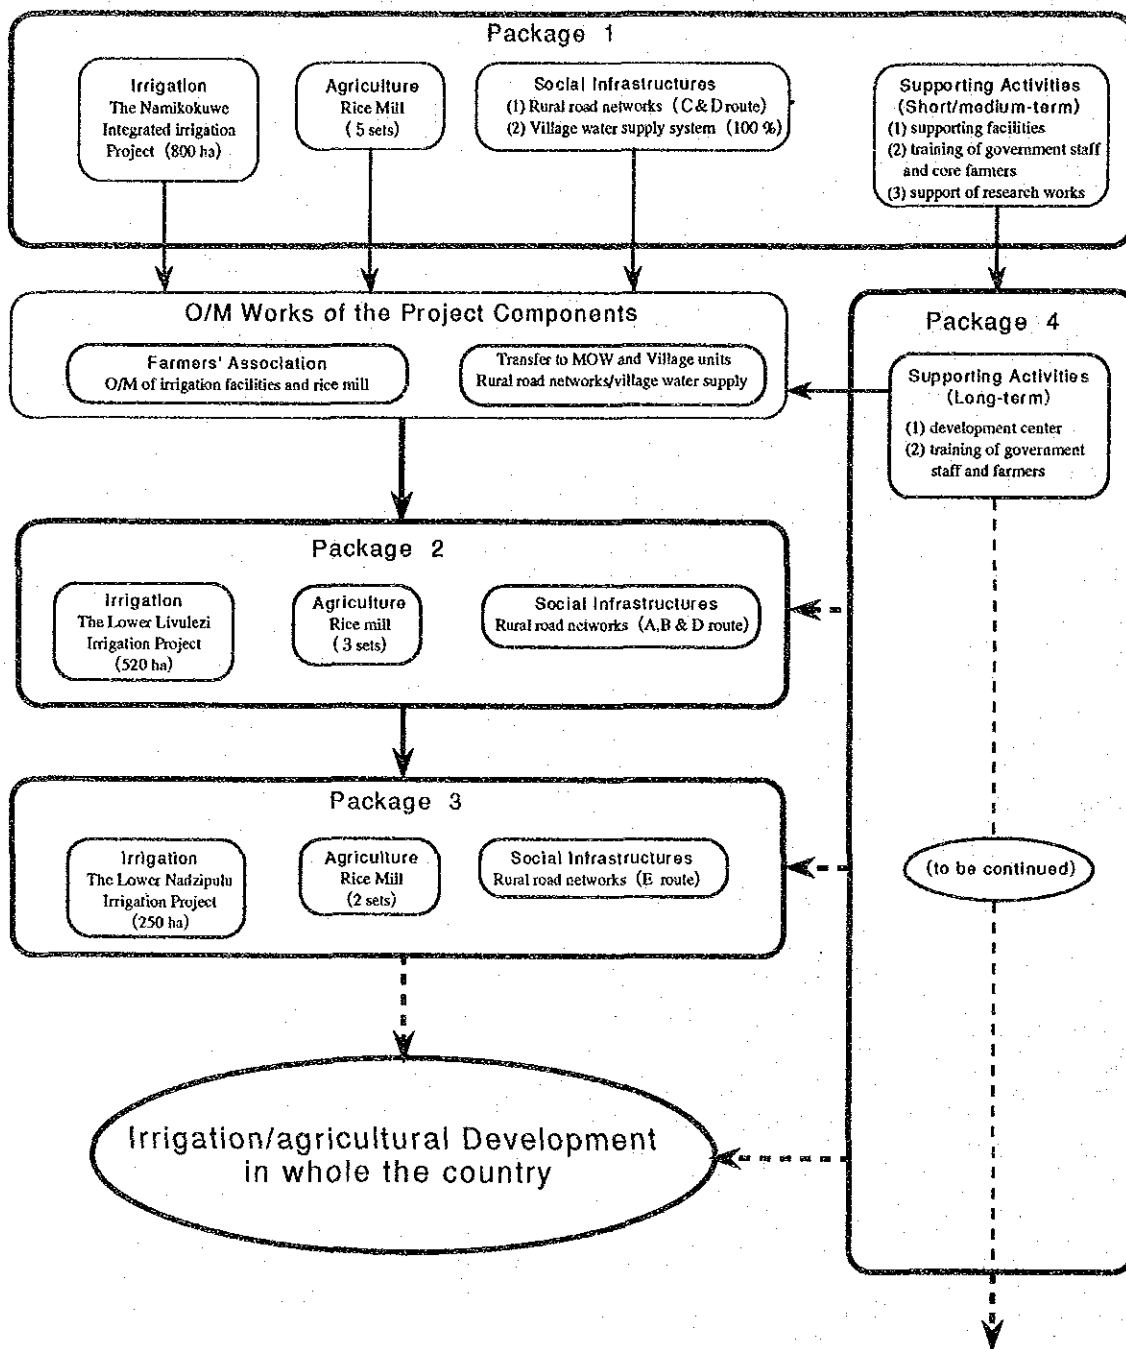 Package 1
Irrigation
The Namikokuwe
Integrated irrigation
Project (800 ha)
Agriculture
Rice Mill
(5 sets)
Social Infrastructures
(1) Rural road networks (C & D route)
(2) Village water supply system (100 %)
Supporting Activities
(Short/medium-term)
(1) supporting facilities
(2) training of government staff
and core farmers
(3) support of research works
O/M Works of the Project Components
Farmers' Association
O/M of irrigation facilities and rice mill
Transfer to MOW and Village units
Rural road networks/village water supply
Package 4
Supporting Activities
(Long-term)
(1) development center
(2) training of government
staff and farmers
Package 2
Irrigation
The Lower Livulezi
Irrigation Project
(520 ha)
Agriculture
Rice mill
(3 sets)
Social Infrastructures
Rural road networks (A,B & D route)
Package 3
Irrigation
The Lower Nadzipulu
Irrigation Project
(250 ha)
Agriculture
Rice Mill
(2 sets)
Social Infrastructures
Rural road networks (E route)
(to be continued)
Irrigation/agricultural Development
in whole the country